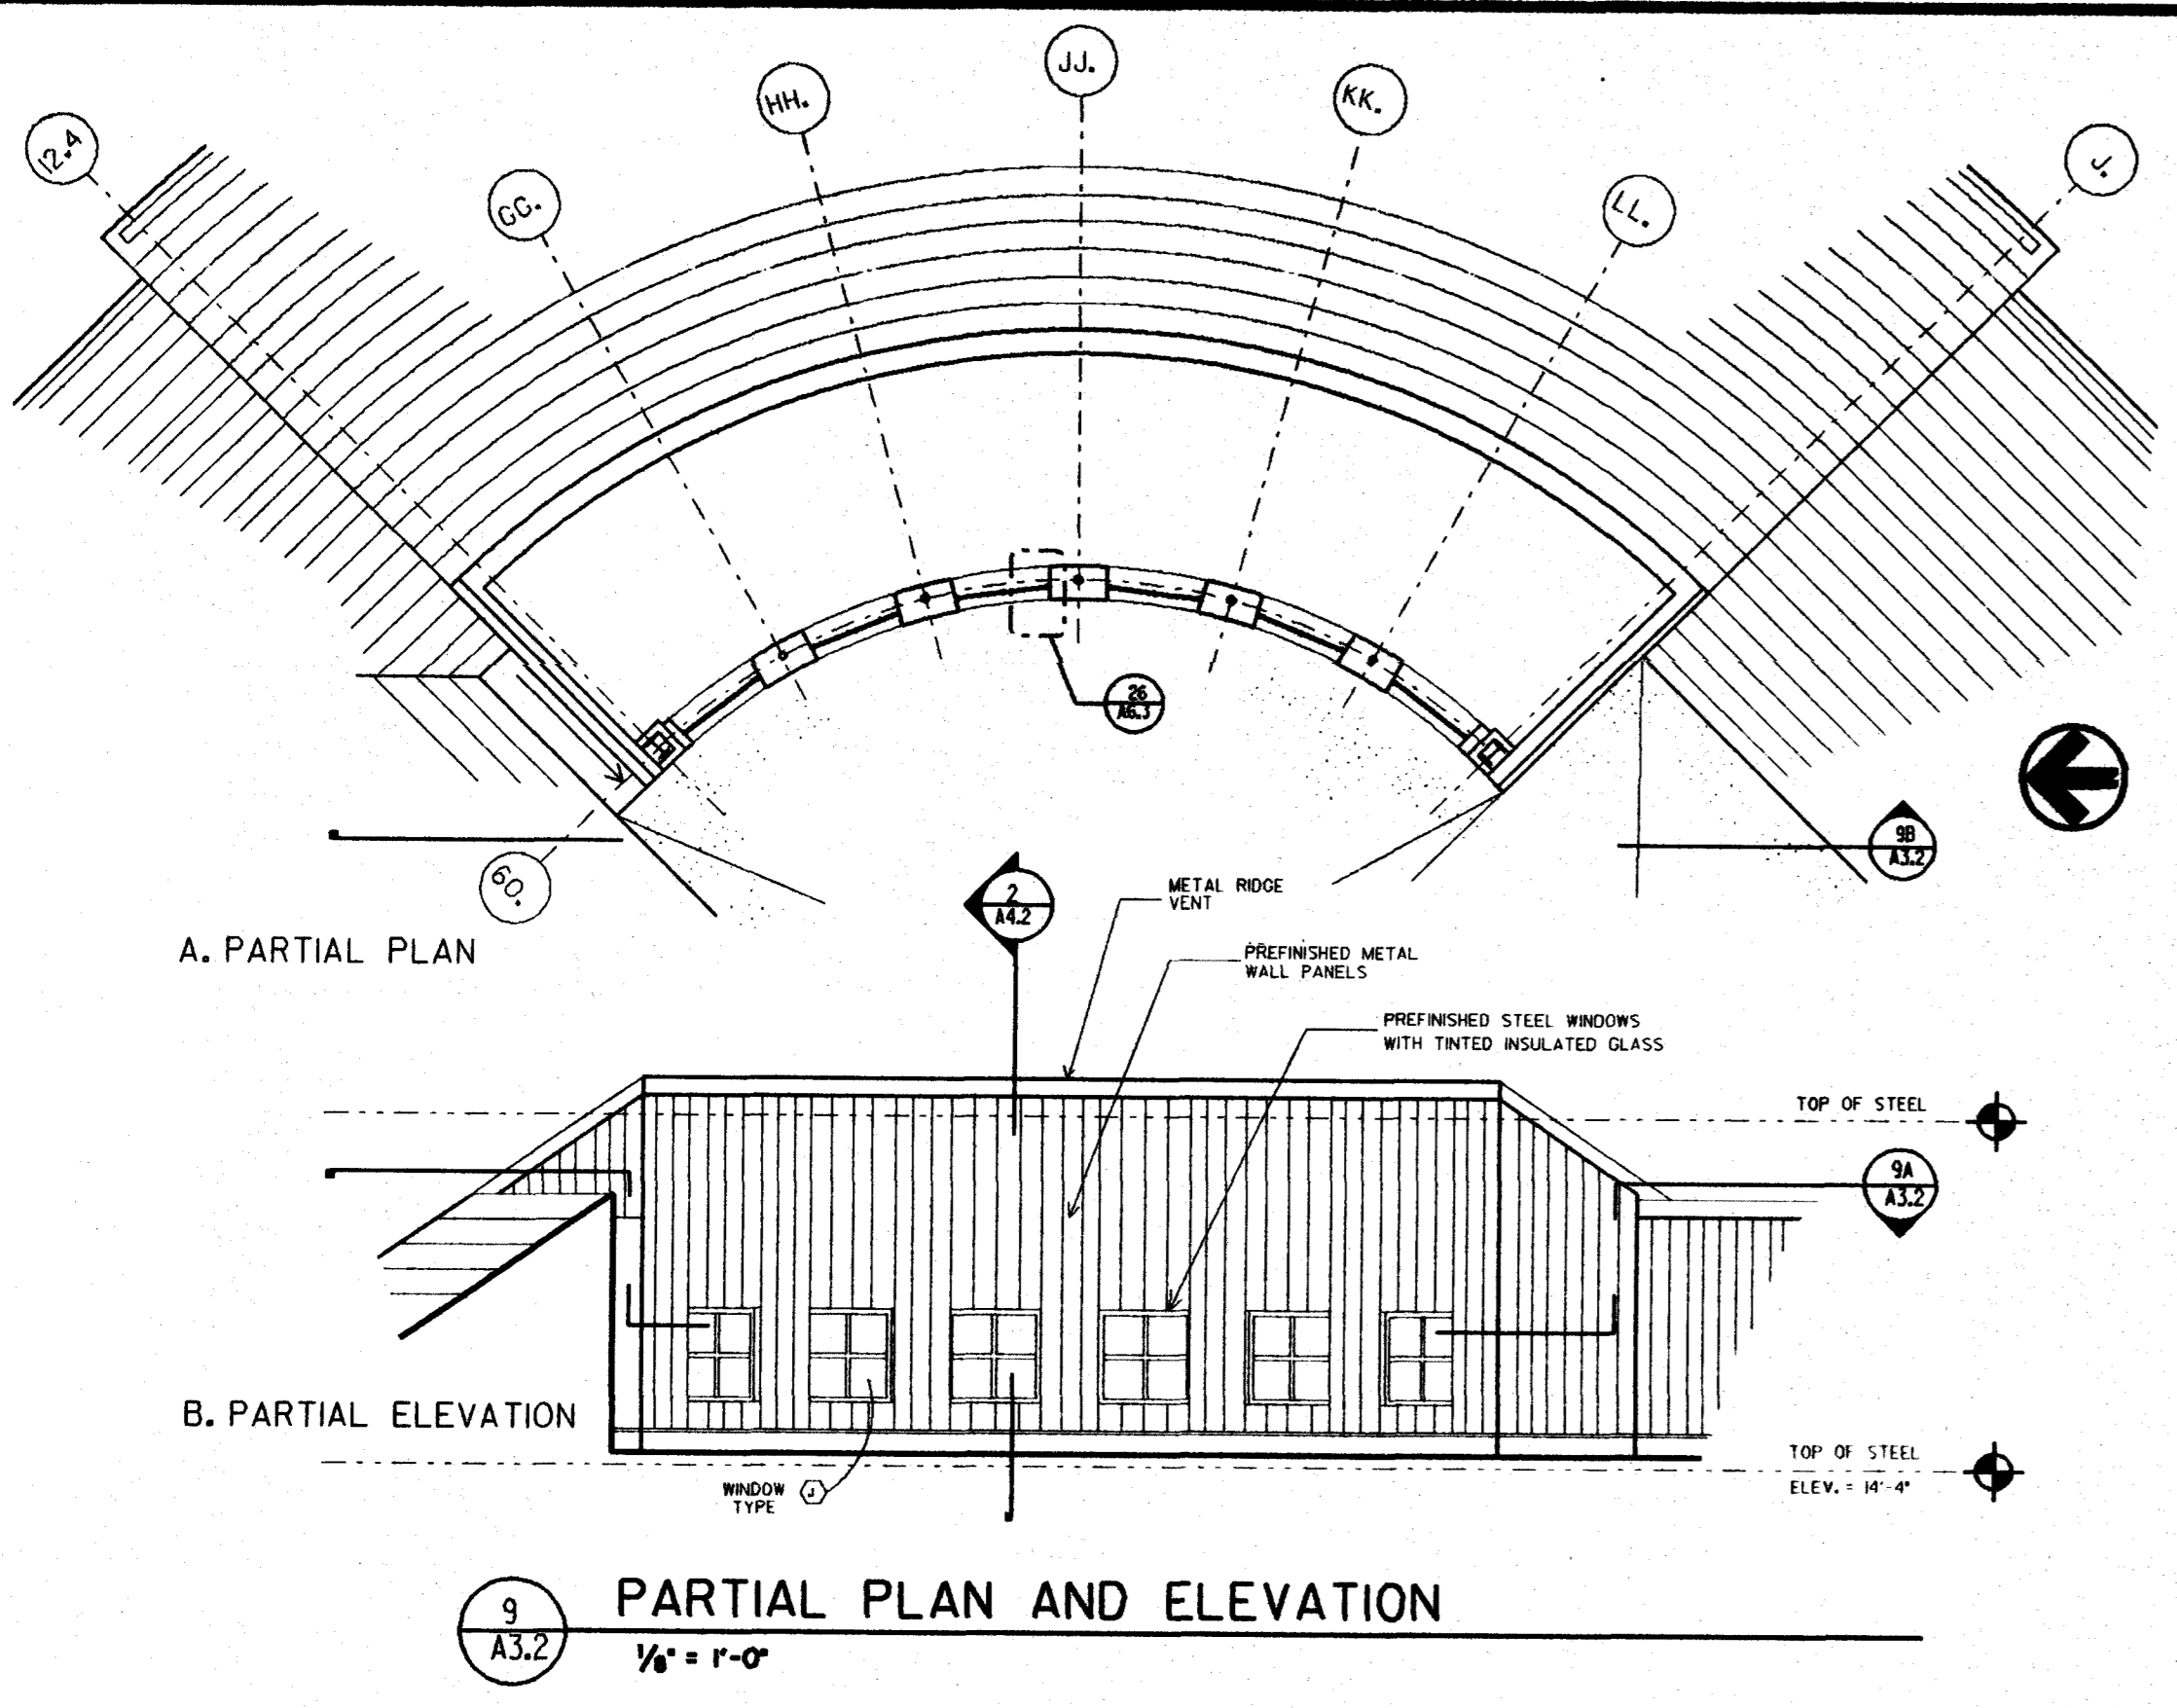 JJ.
HH.
KK.
12.4
J.
GG.
LL.
26
A6.3
9B
A3.2
60.
2
A4.2
METAL RIDGE
VENT
A. PARTIAL PLAN
PREFINISHED METAL
WALL PANELS
PREFINISHED STEEL WINDOWS
WITH TINTED INSULATED GLASS
TOP OF STEEL
9A
A3.2
B. PARTIAL ELEVATION
TOP OF STEEL
ELEV. = 14'-4"
WINDOW
TYPE
J
9
A3.2
PARTIAL PLAN AND ELEVATION
1/8" = 1'-0"